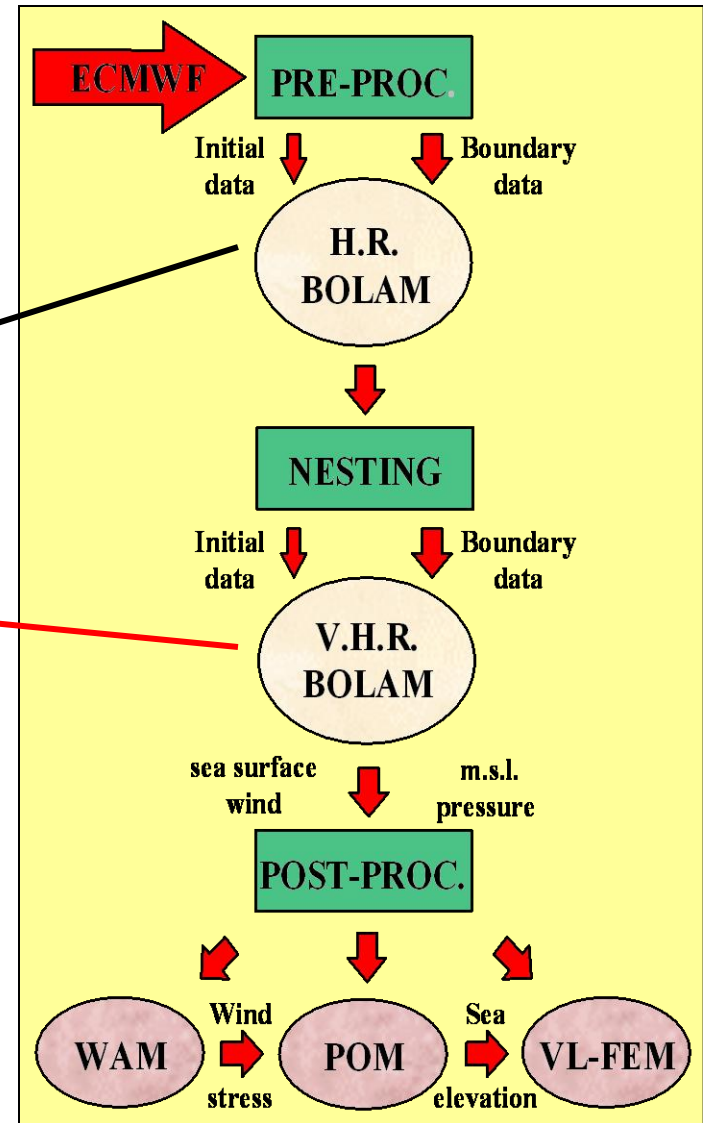 ECMWF
PRE-PROC.
Initial
data
Boundary
data
H.R.
BOLAM
NESTING
Initial
data
Boundary
data
V.H.R.
BOLAM
sea surface
wind
m.s.l.
pressure
POST-PROC.
WAM
Wind
stress
POM
Sea
elevation
VL-FEM